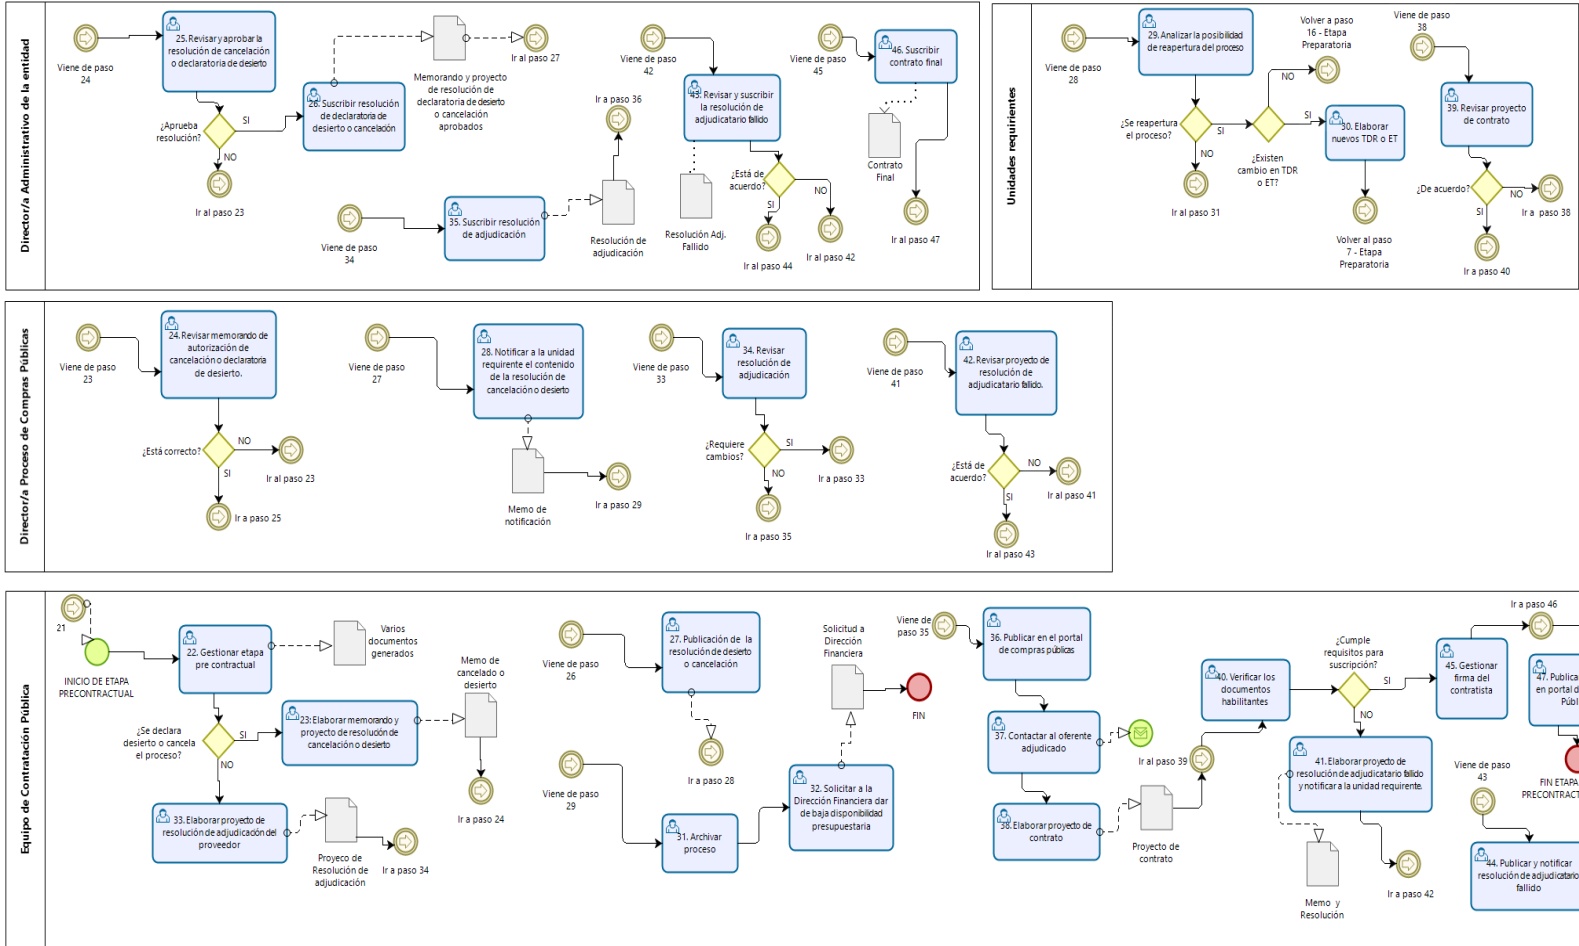 Director/a Administrativo de la entidad
Viene de paso
24
25. Revisar y aprobar la
resolución de cancelación
o declaratoria de desierto
¿Aprueba
resolución?
SI
NO
Ir al paso 23
26. Suscribir resolución
de declaratoria de
desierto o cancelación
Memorando y proyecto
de resolución de
declaratoria de desierto
o cancelación
aprobados
Ir al paso 27
Viene de paso
34
35. Suscribir resolución
de adjudicación
Resolución de
adjudicación
Ir a paso 36
Viene de paso
42
43. Revisar y suscribir
la resolución de
adjudicatario fallido
Resolución Adj.
Fallido
¿Está de
acuerdo?
SI
NO
Ir al paso 44
Ir al paso 42
Viene de paso
45
46. Suscribir
contrato final
Contrato
Final
Ir al paso 47
Unidades requirientes
Viene de paso
28
29. Analizar la posibilidad
de reapertura del proceso
¿Se reapertura
el proceso?
SI
NO
Ir al paso 31
¿Existen
cambio en TDR
o ET?
NO
SI
Volver a paso
16 - Etapa
Preparatoria
30. Elaborar
nuevos TDR o ET
Volver al paso
7 - Etapa
Preparatoria
Viene de paso
38
39. Revisar proyecto
de contrato
¿De acuerdo?
NO
SI
Ir a paso 38
Ir a paso 40
Director/a Proceso de Compras Públicas
Viene de paso
23
24. Revisar memorando de
autorización de
cancelación o declaratoria
de desierto.
¿Está correcto?
NO
SI
Ir al paso 23
Ir a paso 25
Viene de paso
27
28. Notificar a la unidad
requirente el contenido
de la resolución de
cancelación o desierto
Memo de
notificación
Ir a paso 29
Viene de paso
33
34. Revisar
resolución de
adjudicación
¿Requiere
cambios?
SI
NO
Ir a paso 33
Ir a paso 35
Viene de paso
41
42. Revisar proyecto de
resolución de
adjudicatario fallido.
¿Está de
acuerdo?
NO
SI
Ir al paso 41
Ir al paso 43
Equipo de Contratación Pública
21
INICIO DE ETAPA
PRECONTRACTUAL
22. Gestionar etapa
pre contractual
Varios
documentos
generados
¿Se declara
desierto o cancela
el proceso?
SI
NO
23: Elaborar memorando y
proyecto de resolución de
cancelación o desierto
Memo de
cancelado o
desierto
Ir a paso 24
33. Elaborar proyecto de
resolución de adjudicación del
proveedor
Proyeco de
Resolución de
adjudicación
Ir a paso 34
Viene de paso
26
27. Publicación de la
resolución de desierto
o cancelación
Ir a paso 28
Viene de paso
29
31. Archivar
proceso
32. Solicitar a la
Dirección Financiera dar
de baja disponibilidad
presupuestaria
Solicitud a
Dirección
Financiera
FIN
Viene de
paso 35
36. Publicar en el portal
de compras públicas
37. Contactar al oferente
adjudicado
38. Elaborar proyecto de
contrato
Proyecto de
contrato
Ir al paso 39
40. Verificar los
documentos
habilitantes
¿Cumple
requisitos para
suscripción?
SI
NO
45. Gestionar
firma del
contratista
Ir a paso 46
41. Elaborar proyecto de
resolución de adjudicatario fallido
y notificar a la unidad requirente.
Memo y
Resolución
Ir a paso 42
Viene de paso
43
44. Publicar y notificar
resolución de adjudicatario
fallido
47. Publica
en portal d
Públi
FIN ETAPA
PRECONTRACT